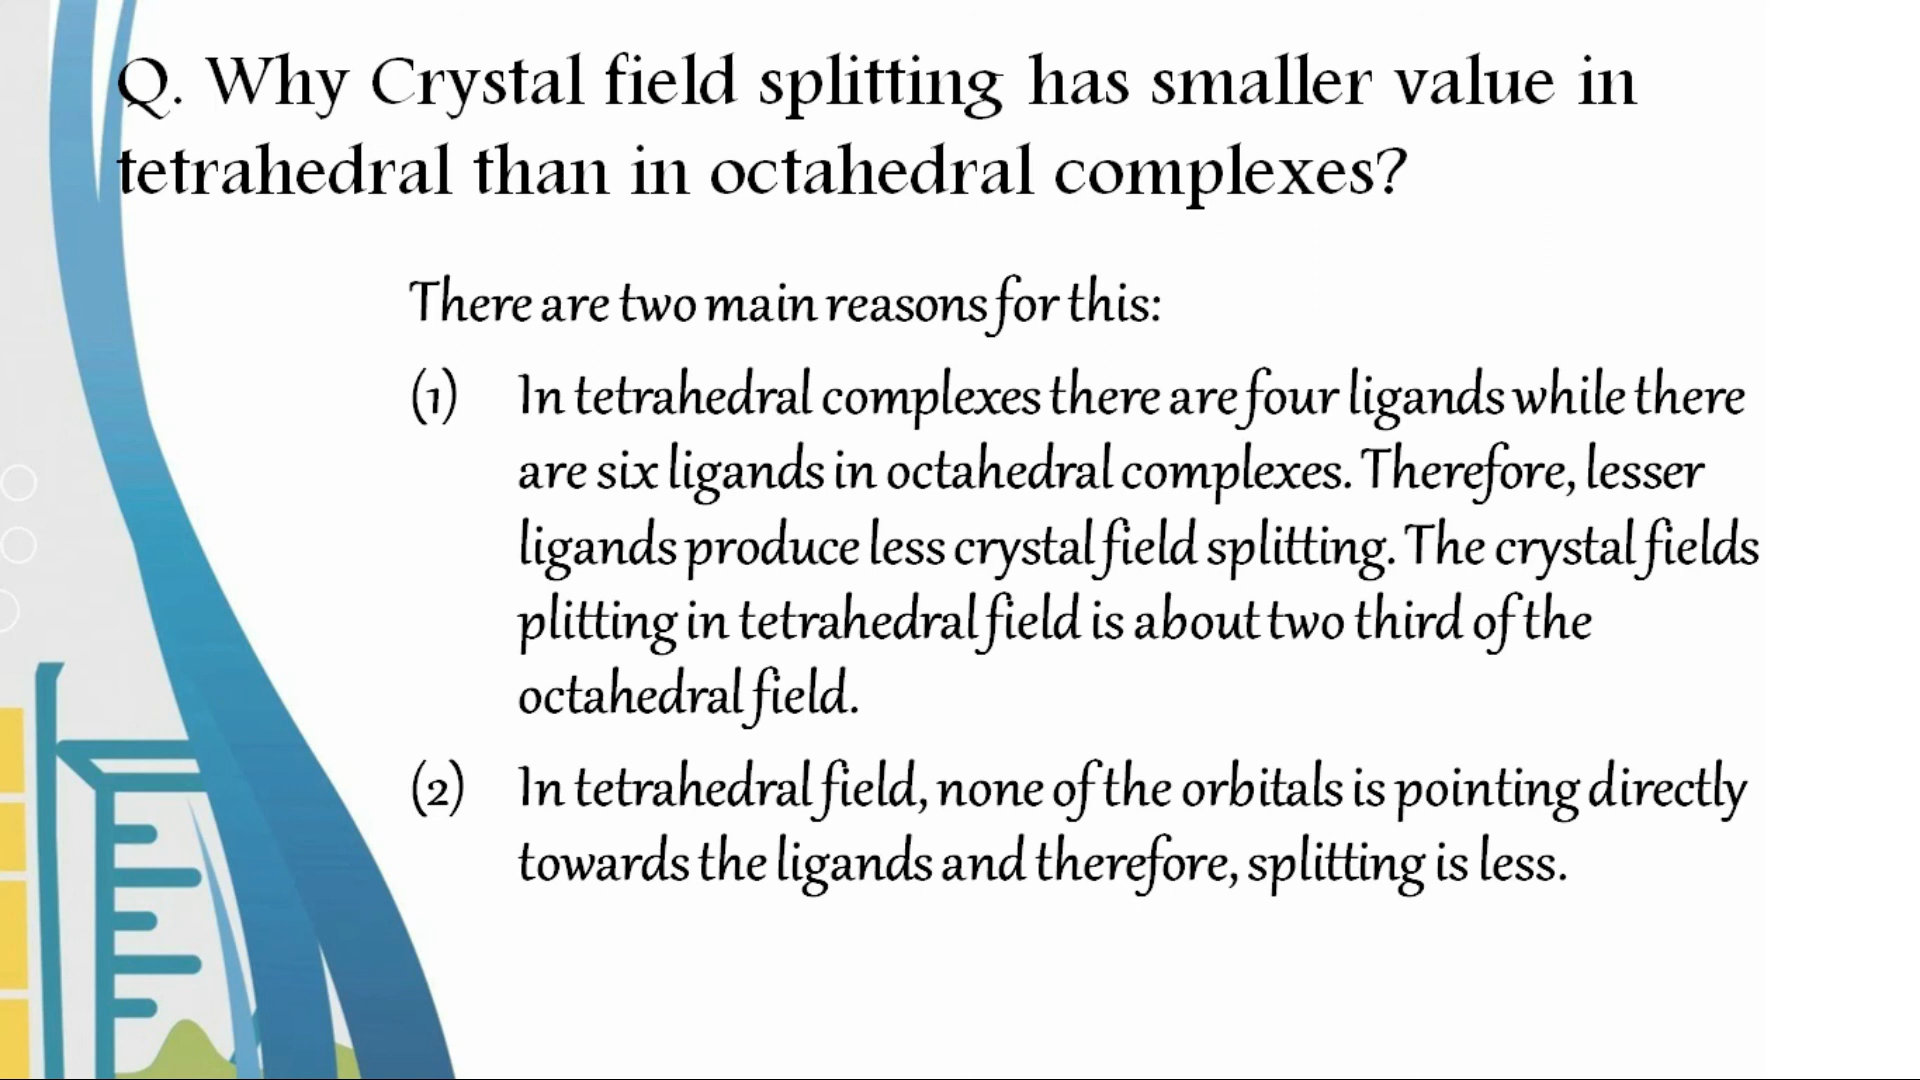 Q. Why Crystal field splitting has smaller value in
tetrahedral than in octahedral complexes?
There are two main reasons for this:
(1) In tetrahedral complexes there are four ligands while there
are six ligands in octahedral complexes. Therefore, lesser
ligands produce less crystal field splitting. The crystal fields
plitting in tetrahedral field is about two third of the
octahedral field.
(2) In tetrahedral field, none of the orbitals is pointing directly
towards the ligands and therefore, splitting is less.